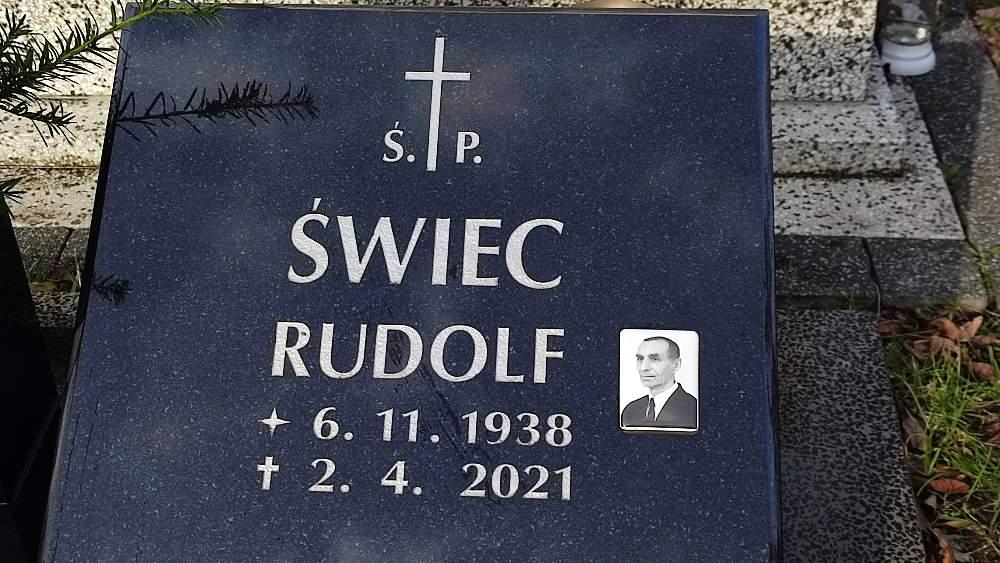 Ś. P.
ŚWIEC
RUDOLF
6. 11. 1938
2. 4. 2021